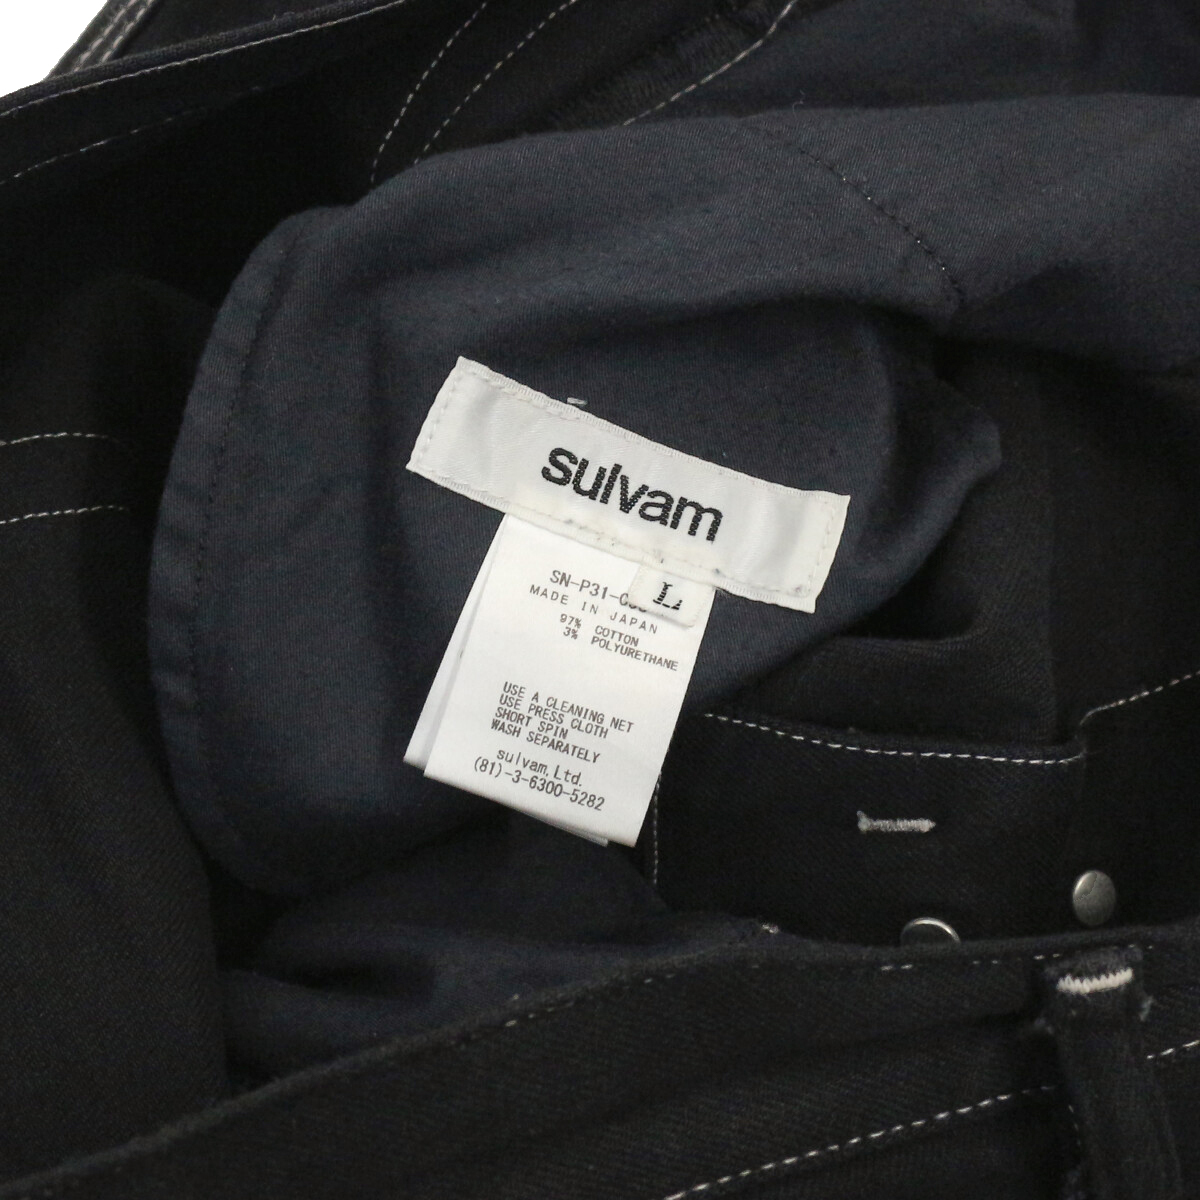 sulvam
L
SN-P31-
MADE IN JAPAN
97% COTTON
3% POLYURETHANE
USE A CLEANING NET
USE PRESS CLOTH
SHORT SPIN
WASH SEPARATELY
sulvam,Ltd.
(81)-3-6300-5282